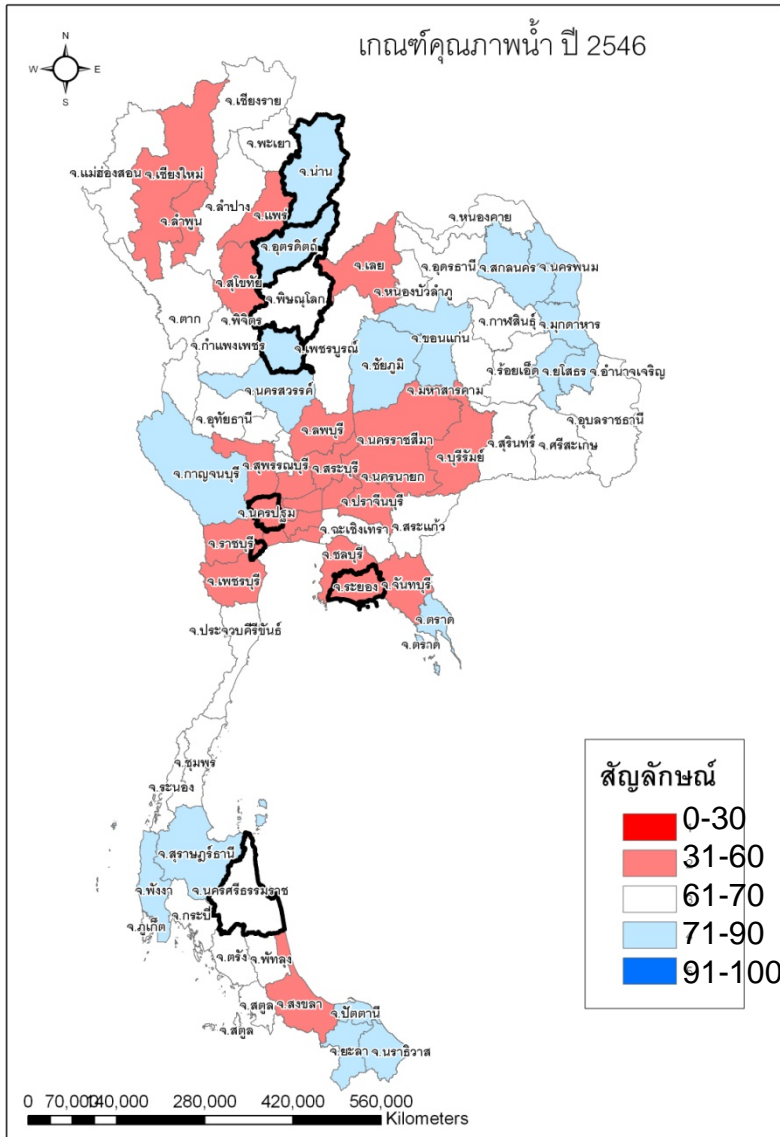 เกณฑ์คุณภาพน้ำ ปี 2546
N
W E
S
จ.เชียงราย
จ.พะเยา
จ.น่าน
จ.แม่ฮ่องสอน
จ.เชียงใหม่
จ.ลำปาง
จ.แพร่
จ.ลำพูน
จ.อุตรดิตถ์
จ.หนองคาย
จ.เลย
จ.อุดรธานี
จ.สกลนคร
จ.นครพนม
จ.สุโขทัย
จ.หนองบัวลำภู
จ.พิษณุโลก
จ.ตาก
จ.พิจิตร
จ.กาฬสินธุ์
จ.มุกดาหาร
จ.กำแพงเพชร
จ.เพชรบูรณ์
จ.ขอนแก่น
จ.ชัยภูมิ
จ.ร้อยเอ็ด
จ.ยโสธร
จ.อำนาจเจริญ
จ.นครสวรรค์
จ.มหาสารคาม
จ.อุทัยธานี
จ.อุบลราชธานี
จ.ลพบุรี
จ.นครราชสีมา
จ.สุรินทร์
จ.ศรีสะเกษ
จ.กาญจนบุรี
จ.สุพรรณบุรี
จ.สระบุรี
จ.บุรีรัมย์
จ.นครนายก
จ.ปราจีนบุรี
จ.นครปฐม
จ.ฉะเชิงเทรา
จ.สระแก้ว
จ.ราชบุรี
จ.ชลบุรี
จ.เพชรบุรี
จ.ระยอง
จ.จันทบุรี
จ.ตราด
จ.ตราด
จ.ประจวบคีรีขันธ์
จ.ชุมพร
จ.ระนอง
จ.สุราษฎร์ธานี
จ.พังงา
จ.นครศรีธรรมราช
จ.กระบี่
จ.ภูเก็ต
จ.ตรัง
จ.พัทลุง
จ.สตูล
จ.สงขลา
จ.สตูล
จ.ปัตตานี
จ.ยะลา
จ.นราธิวาส
สัญลักษณ์
0-30
31-60
61-70
71-90
91-100
0 70,000 140,000 280,000 420,000 560,000
Kilometers